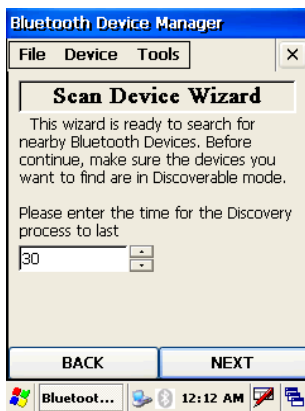 Bluetooth Device Manager
File Device Tools
Scan Device Wizard
This wizard is ready to search for
nearby Bluetooth Devices. Before
continue, make sure the devices you
want to find are in Discoverable mode.
Please enter the time for the Discovery
process to last
30
BACK NEXT
Bluetoot... 12:12 AM